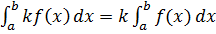 ∫_a^b kf(x) dx = k ∫_a^b f(x) dx